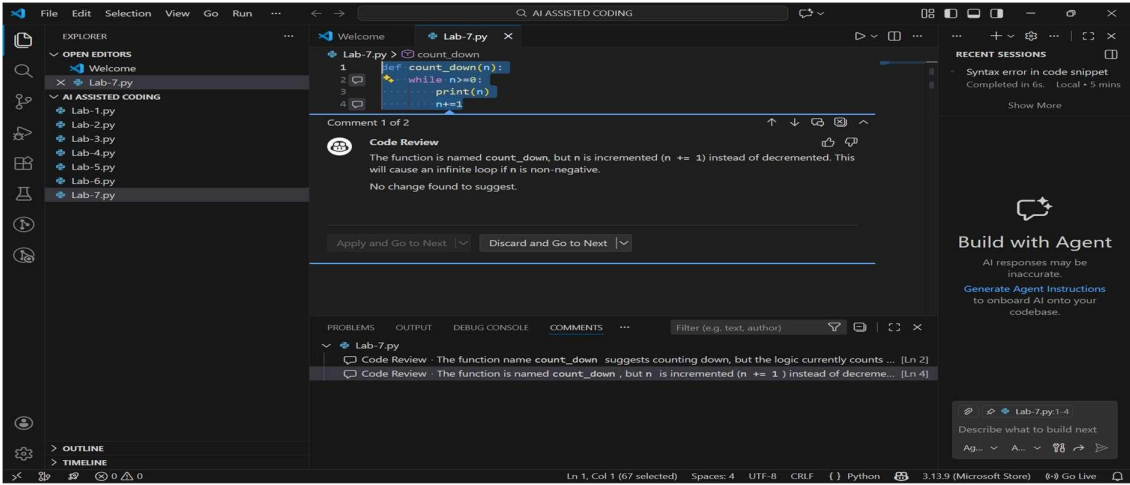 File Edit Selection View Go Run ··· AI ASSISTED CODING
EXPLORER ···
OPEN EDITORS
Welcome
Lab-7.py
AI ASSISTED CODING
Lab-1.py
Lab-2.py
Lab-3.py
Lab-4.py
Lab-5.py
Lab-6.py
Lab-7.py
OUTLINE
TIMELINE
Welcome Lab-7.py
Lab-7.py > count_down
1 def count_down(n):
2 while n>=0:
3 print(n)
4 n+=1
Comment 1 of 2
Code Review
The function is named count_down, but n is incremented (n += 1) instead of decremented. This
will cause an infinite loop if n is non-negative.
No change found to suggest.
Apply and Go to Next Discard and Go to Next
PROBLEMS OUTPUT DEBUG CONSOLE COMMENTS ··· Filter (e.g. text, author)
Lab-7.py
Code Review · The function name count_down suggests counting down, but the logic currently counts ... [Ln 2]
Code Review · The function is named count_down , but n is incremented (n += 1 ) instead of decreme... [Ln 4]
RECENT SESSIONS
Syntax error in code snippet
Completed in 6s. Local • 5 mins
Show More
Build with Agent
AI responses may be
inaccurate.
Generate Agent Instructions
to onboard AI onto your
codebase.
Lab-7.py:1-4
Describe what to build next
Ag... A...
0 0 Ln 1, Col 1 (67 selected) Spaces: 4 UTF-8 CRLF {} Python 3.13.9 (Microsoft Store) Go Live